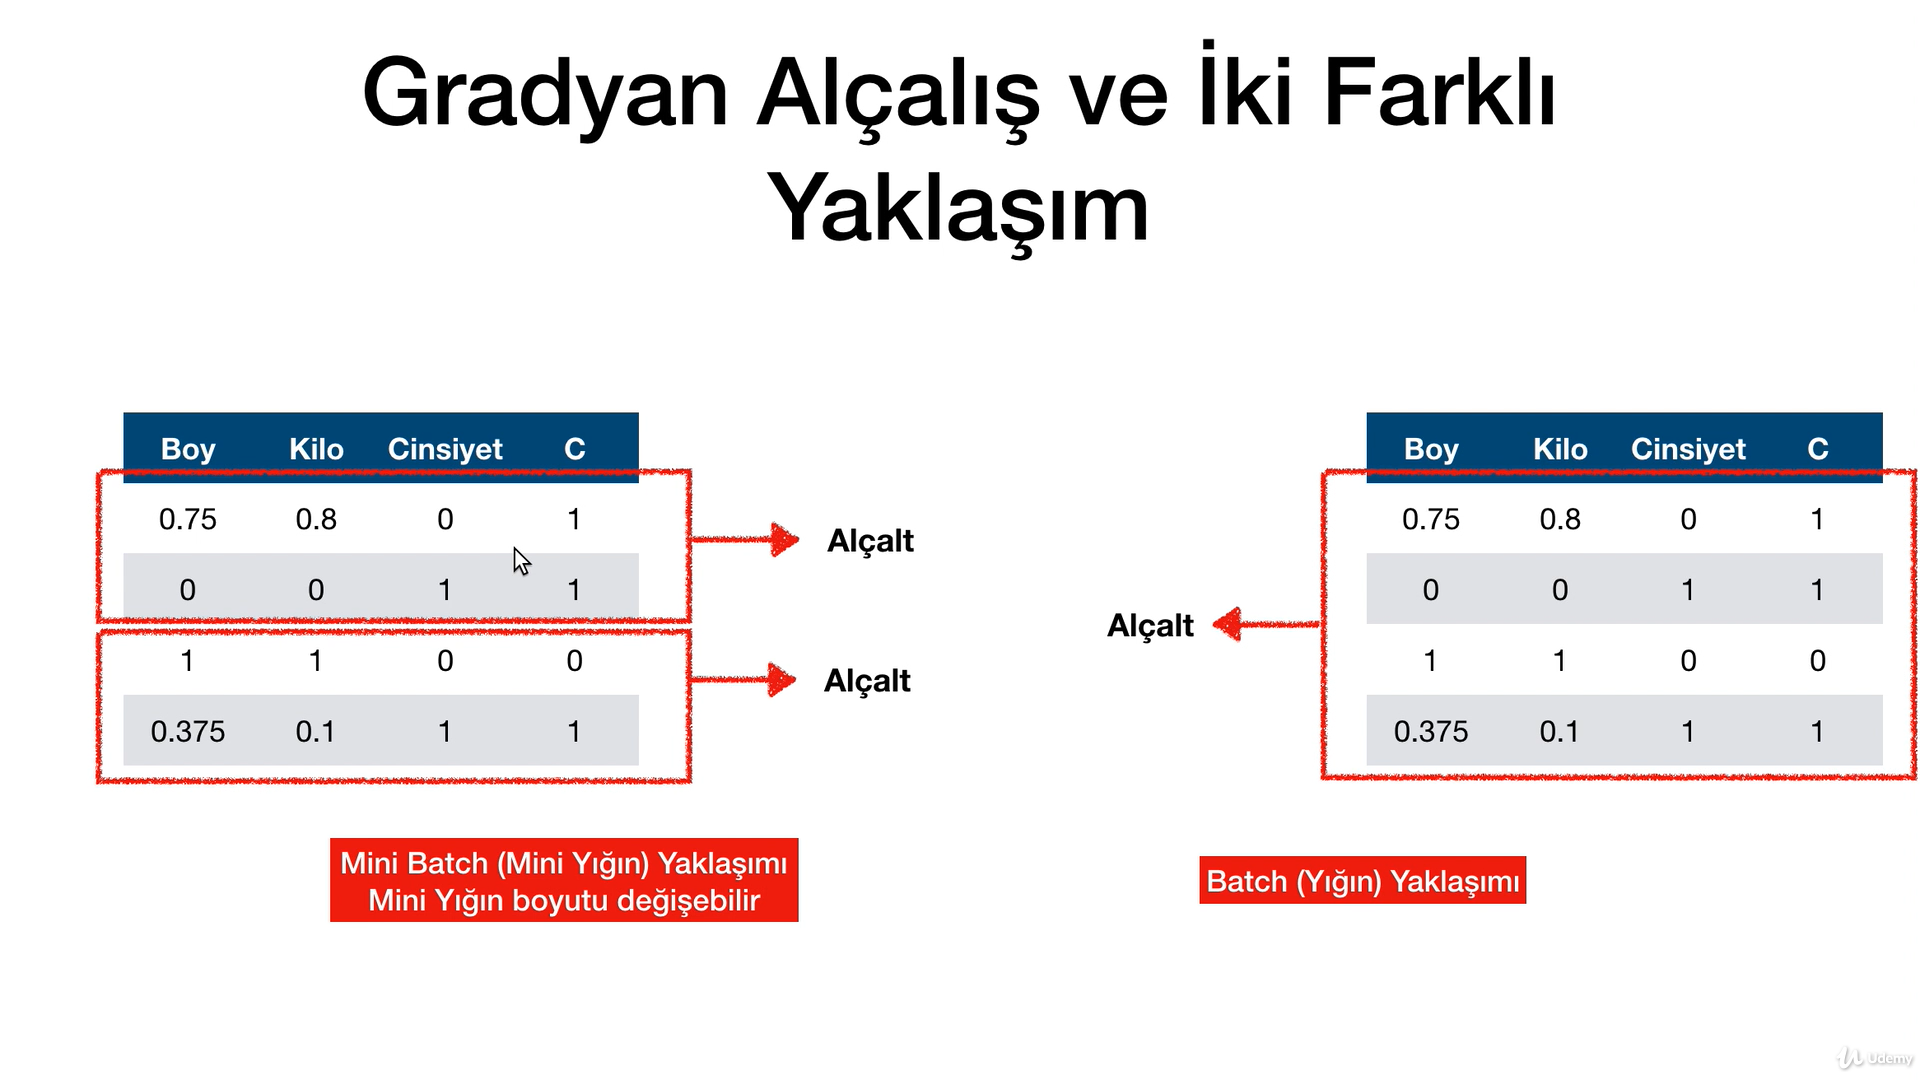 Gradyan Alçalış ve İki Farklı
Yaklaşım
Boy Kilo Cinsiyet C
0.75 0.8 0 1
0 0 1 1
1 1 0 0
0.375 0.1 1 1
Alçalt
Alçalt
Mini Batch (Mini Yığın) Yaklaşımı
Mini Yığın boyutu değişebilir
Boy Kilo Cinsiyet C
0.75 0.8 0 1
0 0 1 1
1 1 0 0
0.375 0.1 1 1
Alçalt
Batch (Yığın) Yaklaşımı
Udemy